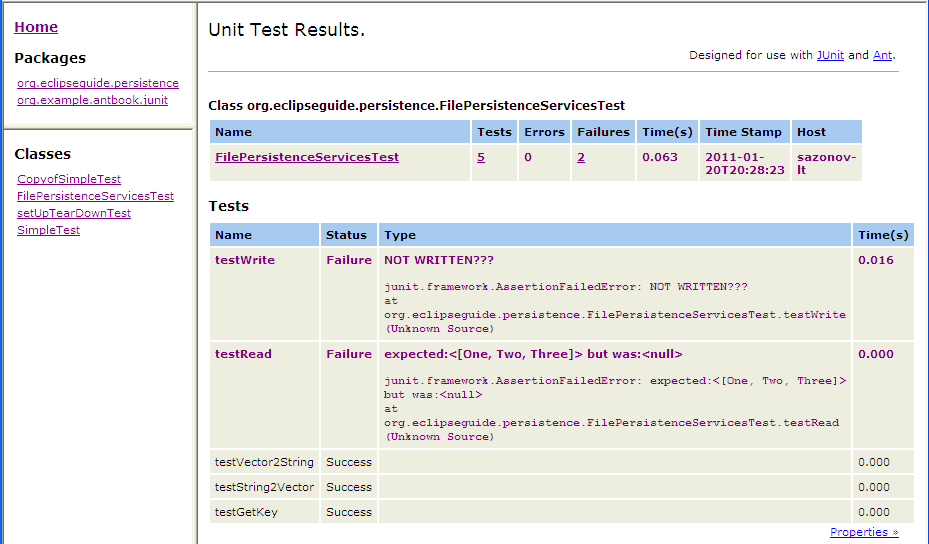 Home
Packages
org.eclipseguide.persistence
org.example.antbook.junit
Classes
CopyofSimpleTest
FilePersistenceServicesTest
setUpTearDownTest
SimpleTest
Unit Test Results.
Designed for use with JUnit and Ant.
Class org.eclipseguide.persistence.FilePersistenceServicesTest
Name Tests Errors Failures Time(s) Time Stamp Host
FilePersistenceServicesTest 5 0 2 0.063 2011-01- sazonov-
20T20:28:23 lt
Tests
Name Status Type Time(s)
testWrite Failure NOT WRITTEN??? 0.016
junit.framework.AssertionFailedError: NOT WRITTEN???
at
org.eclipseguide.persistence.FilePersistenceServicesTest.testWrite
(Unknown Source)
testRead Failure expected:<[One, Two, Three]> but was:<null> 0.000
junit.framework.AssertionFailedError: expected:<[One, Two, Three]>
but was:<null>
at
org.eclipseguide.persistence.FilePersistenceServicesTest.testRead
(Unknown Source)
testVector2String Success 0.000
testString2Vector Success 0.000
testGetKey Success 0.000
Properties »